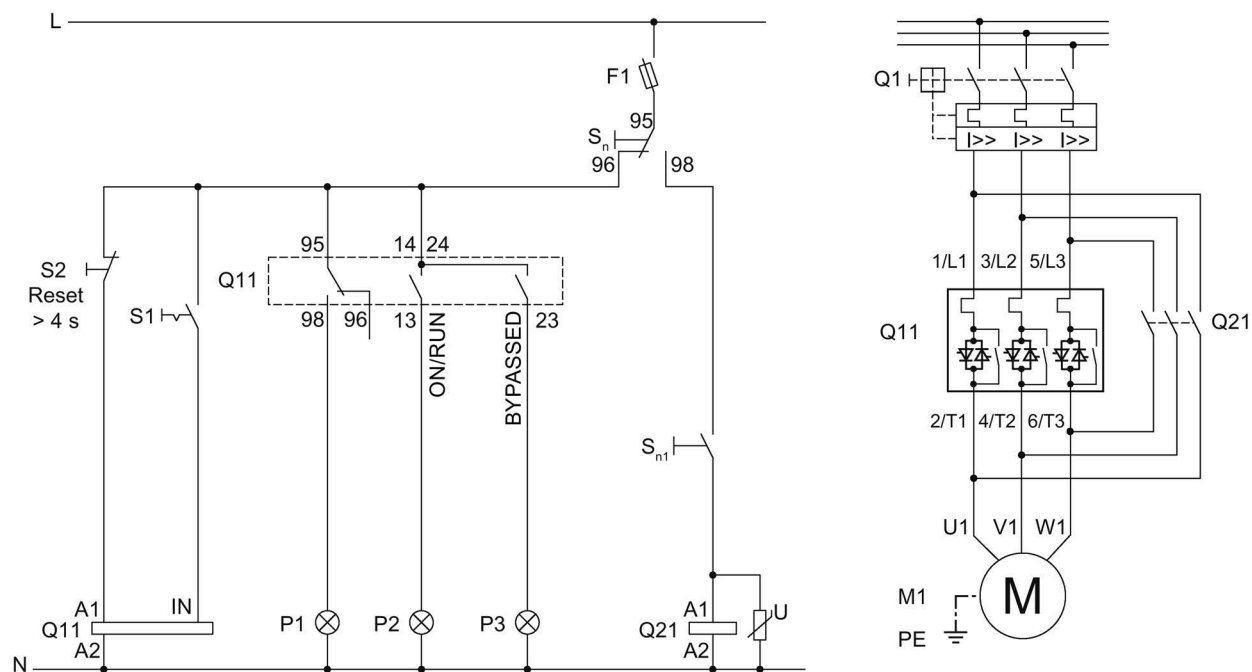 L
F1
95
Sn
96
98
S2
Reset
> 4 s
S1
95
14
24
Q11
98
96
13
23
ON/RUN
BYPASSED
Sn1
A1
IN
Q11
A2
P1
P2
P3
A1
Q21
A2
U
N
Q1
I>> I>> I>>
1/L1 3/L2 5/L3
Q11
Q21
2/T1 4/T2 6/T3
U1 V1 W1
M1
M
PE